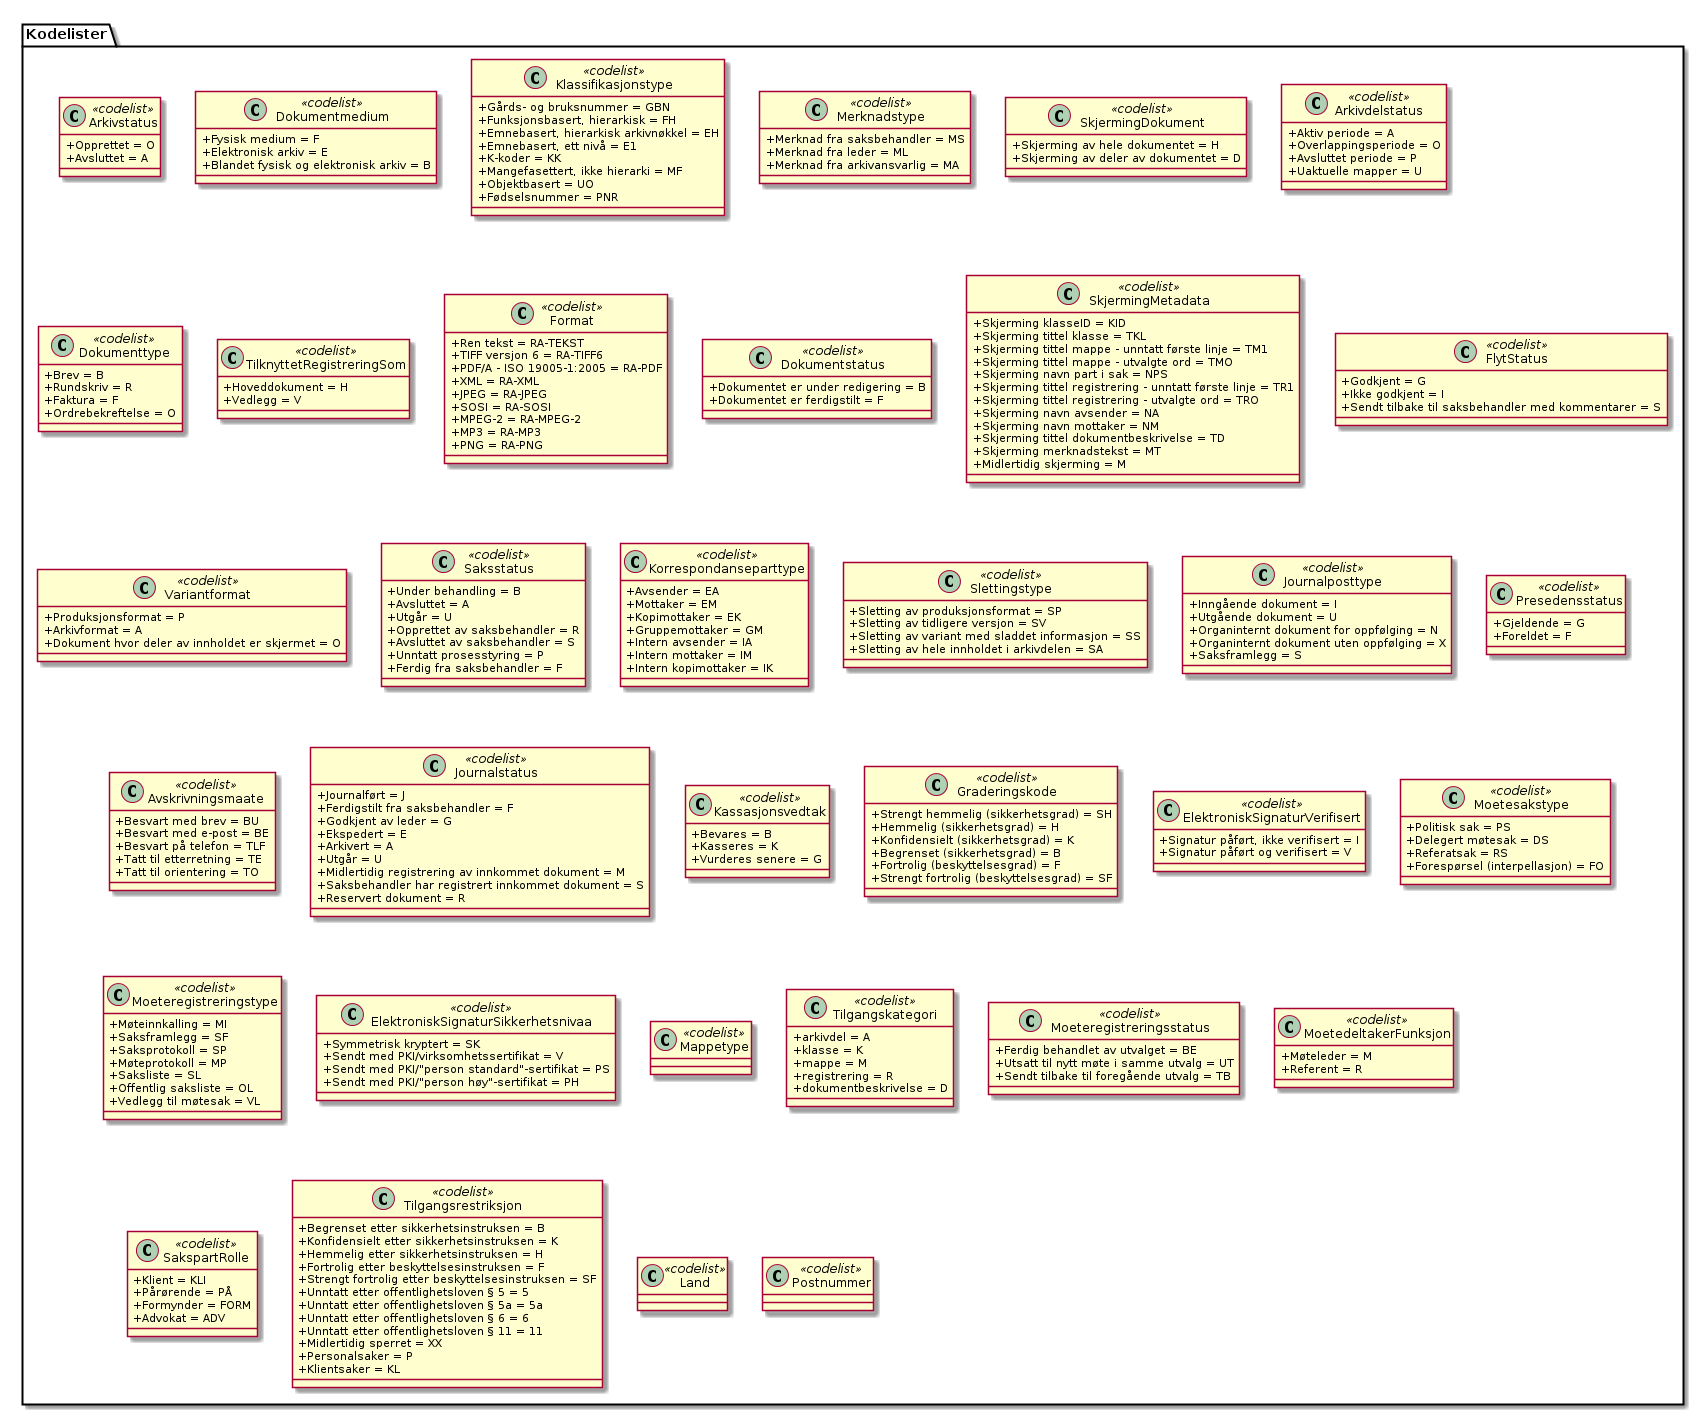 Kodelister
«codelist»
Arkivstatus
+Opprettet = O
+Avsluttet = A
«codelist»
Dokumentmedium
+Fysisk medium = F
+Elektronisk arkiv = E
+Blandet fysisk og elektronisk arkiv = B
«codelist»
Klassifikasjonstype
+Gårds- og bruksnummer = GBN
+Funksjonsbasert, hierarkisk = FH
+Emnebasert, hierarkisk arkivnøkkel = EH
+Emnebasert, ett nivå = E1
+K-koder = KK
+Mangefasettert, ikke hierarki = MF
+Objektbasert = UO
+Fødselsnummer = PNR
«codelist»
Merknadstype
+Merknad fra saksbehandler = MS
+Merknad fra leder = ML
+Merknad fra arkivansvarlig = MA
«codelist»
SkjermingDokument
+Skjerming av hele dokumentet = H
+Skjerming av deler av dokumentet = D
«codelist»
Arkivdelstatus
+Aktiv periode = A
+Overlappingsperiode = O
+Avsluttet periode = P
+Uaktuelle mapper = U
«codelist»
Dokumenttype
+Brev = B
+Rundskriv = R
+Faktura = F
+Ordrebekreftelse = O
«codelist»
TilknyttetRegistreringSom
+Hoveddokument = H
+Vedlegg = V
«codelist»
Format
+Ren tekst = RA-TEKST
+TIFF versjon 6 = RA-TIFF6
+PDF/A - ISO 19005-1:2005 = RA-PDF
+XML = RA-XML
+JPEG = RA-JPEG
+SOSI = RA-SOSI
+MPEG-2 = RA-MPEG-2
+MP3 = RA-MP3
+PNG = RA-PNG
«codelist»
Dokumentstatus
+Dokumentet er under redigering = B
+Dokumentet er ferdigstilt = F
«codelist»
SkjermingMetadata
+Skjerming klasseID = KID
+Skjerming tittel klasse = TKL
+Skjerming tittel mappe - unntatt første linje = TM1
+Skjerming tittel mappe - utvalgte ord = TMO
+Skjerming navn part i sak = NPS
+Skjerming tittel registrering - unntatt første linje = TR1
+Skjerming tittel registrering - utvalgte ord = TRO
+Skjerming navn avsender = NA
+Skjerming navn mottaker = NM
+Skjerming tittel dokumentbeskrivelse = TD
+Skjerming merknadstekst = MT
+Midlertidig skjerming = M
«codelist»
FlytStatus
+Godkjent = G
+Ikke godkjent = I
+Sendt tilbake til saksbehandler med kommentarer = S
«codelist»
Variantformat
+Produksjonsformat = P
+Arkivformat = A
+Dokument hvor deler av innholdet er skjermet = O
«codelist»
Saksstatus
+Under behandling = B
+Avsluttet = A
+Utgår = U
+Opprettet av saksbehandler = R
+Avsluttet av saksbehandler = S
+Unntatt prosesstyring = P
+Ferdig fra saksbehandler = F
«codelist»
Korrespondanseparttype
+Avsender = EA
+Mottaker = EM
+Kopimottaker = EK
+Gruppemottaker = GM
+Intern avsender = IA
+Intern mottaker = IM
+Intern kopimottaker = IK
«codelist»
Slettingstype
+Sletting av produksjonsformat = SP
+Sletting av tidligere versjon = SV
+Sletting av variant med sladdet informasjon = SS
+Sletting av hele innholdet i arkivdelen = SA
«codelist»
Journalposttype
+Inngående dokument = I
+Utgående dokument = U
+Organinternt dokument for oppfølging = N
+Organinternt dokument uten oppfølging = X
+Saksframlegg = S
«codelist»
Presedensstatus
+Gjeldende = G
+Foreldet = F
«codelist»
Avskrivningsmaate
+Besvart med brev = BU
+Besvart med e-post = BE
+Besvart på telefon = TLF
+Tatt til etterretning = TE
+Tatt til orientering = TO
«codelist»
Journalstatus
+Journalført = J
+Ferdigstilt fra saksbehandler = F
+Godkjent av leder = G
+Ekspedert = E
+Arkivert = A
+Utgår = U
+Midlertidig registrering av innkommet dokument = M
+Saksbehandler har registrert innkommet dokument = S
+Reservert dokument = R
«codelist»
Kassasjonsvedtak
+Bevares = B
+Kasseres = K
+Vurderes senere = G
«codelist»
Graderingskode
+Strengt hemmelig (sikkerhetsgrad) = SH
+Hemmelig (sikkerhetsgrad) = H
+Konfidensielt (sikkerhetsgrad) = K
+Begrenset (sikkerhetsgrad) = B
+Fortrolig (beskyttelsesgrad) = F
+Strengt fortrolig (beskyttelsesgrad) = SF
«codelist»
ElektroniskSignaturVerifisert
+Signatur påført, ikke verifisert = I
+Signatur påført og verifisert = V
«codelist»
Moetesakstype
+Politisk sak = PS
+Delegert møtesak = DS
+Referatsak = RS
+Forespørsel (interpellasjon) = FO
«codelist»
Moeteregistreringstype
+Møteinnkalling = MI
+Saksframlegg = SF
+Saksprotokoll = SP
+Møteprotokoll = MP
+Saksliste = SL
+Offentlig saksliste = OL
+Vedlegg til møtesak = VL
«codelist»
ElektroniskSignaturSikkerhetsnivaa
+Symmetrisk kryptert = SK
+Sendt med PKI/virksomhetssertifikat = V
+Sendt med PKI/"person standard"-sertifikat = PS
+Sendt med PKI/"person høy"-sertifikat = PH
«codelist»
Mappetype
«codelist»
Tilgangskategori
+arkivdel = A
+klasse = K
+mappe = M
+registrering = R
+dokumentbeskrivelse = D
«codelist»
Moeteregistreringsstatus
+Ferdig behandlet av utvalget = BE
+Utsatt til nytt møte i samme utvalg = UT
+Sendt tilbake til foregående utvalg = TB
«codelist»
MoetedeltakerFunksjon
+Møteleder = M
+Referent = R
«codelist»
SakspartRolle
+Klient = KLI
+Pårørende = PÅ
+Formynder = FORM
+Advokat = ADV
«codelist»
Tilgangsrestriksjon
+Begrenset etter sikkerhetsinstruksen = B
+Konfidensielt etter sikkerhetsinstruksen = K
+Hemmelig etter sikkerhetsinstruksen = H
+Fortrolig etter beskyttelsesinstruksen = F
+Strengt fortrolig etter beskyttelsesinstruksen = SF
+Unntatt etter offentlighetsloven § 5 = 5
+Unntatt etter offentlighetsloven § 5a = 5a
+Unntatt etter offentlighetsloven § 6 = 6
+Unntatt etter offentlighetsloven § 11 = 11
+Midlertidig sperret = XX
+Personalsaker = P
+Klientsaker = KL
«codelist»
Land
«codelist»
Postnummer